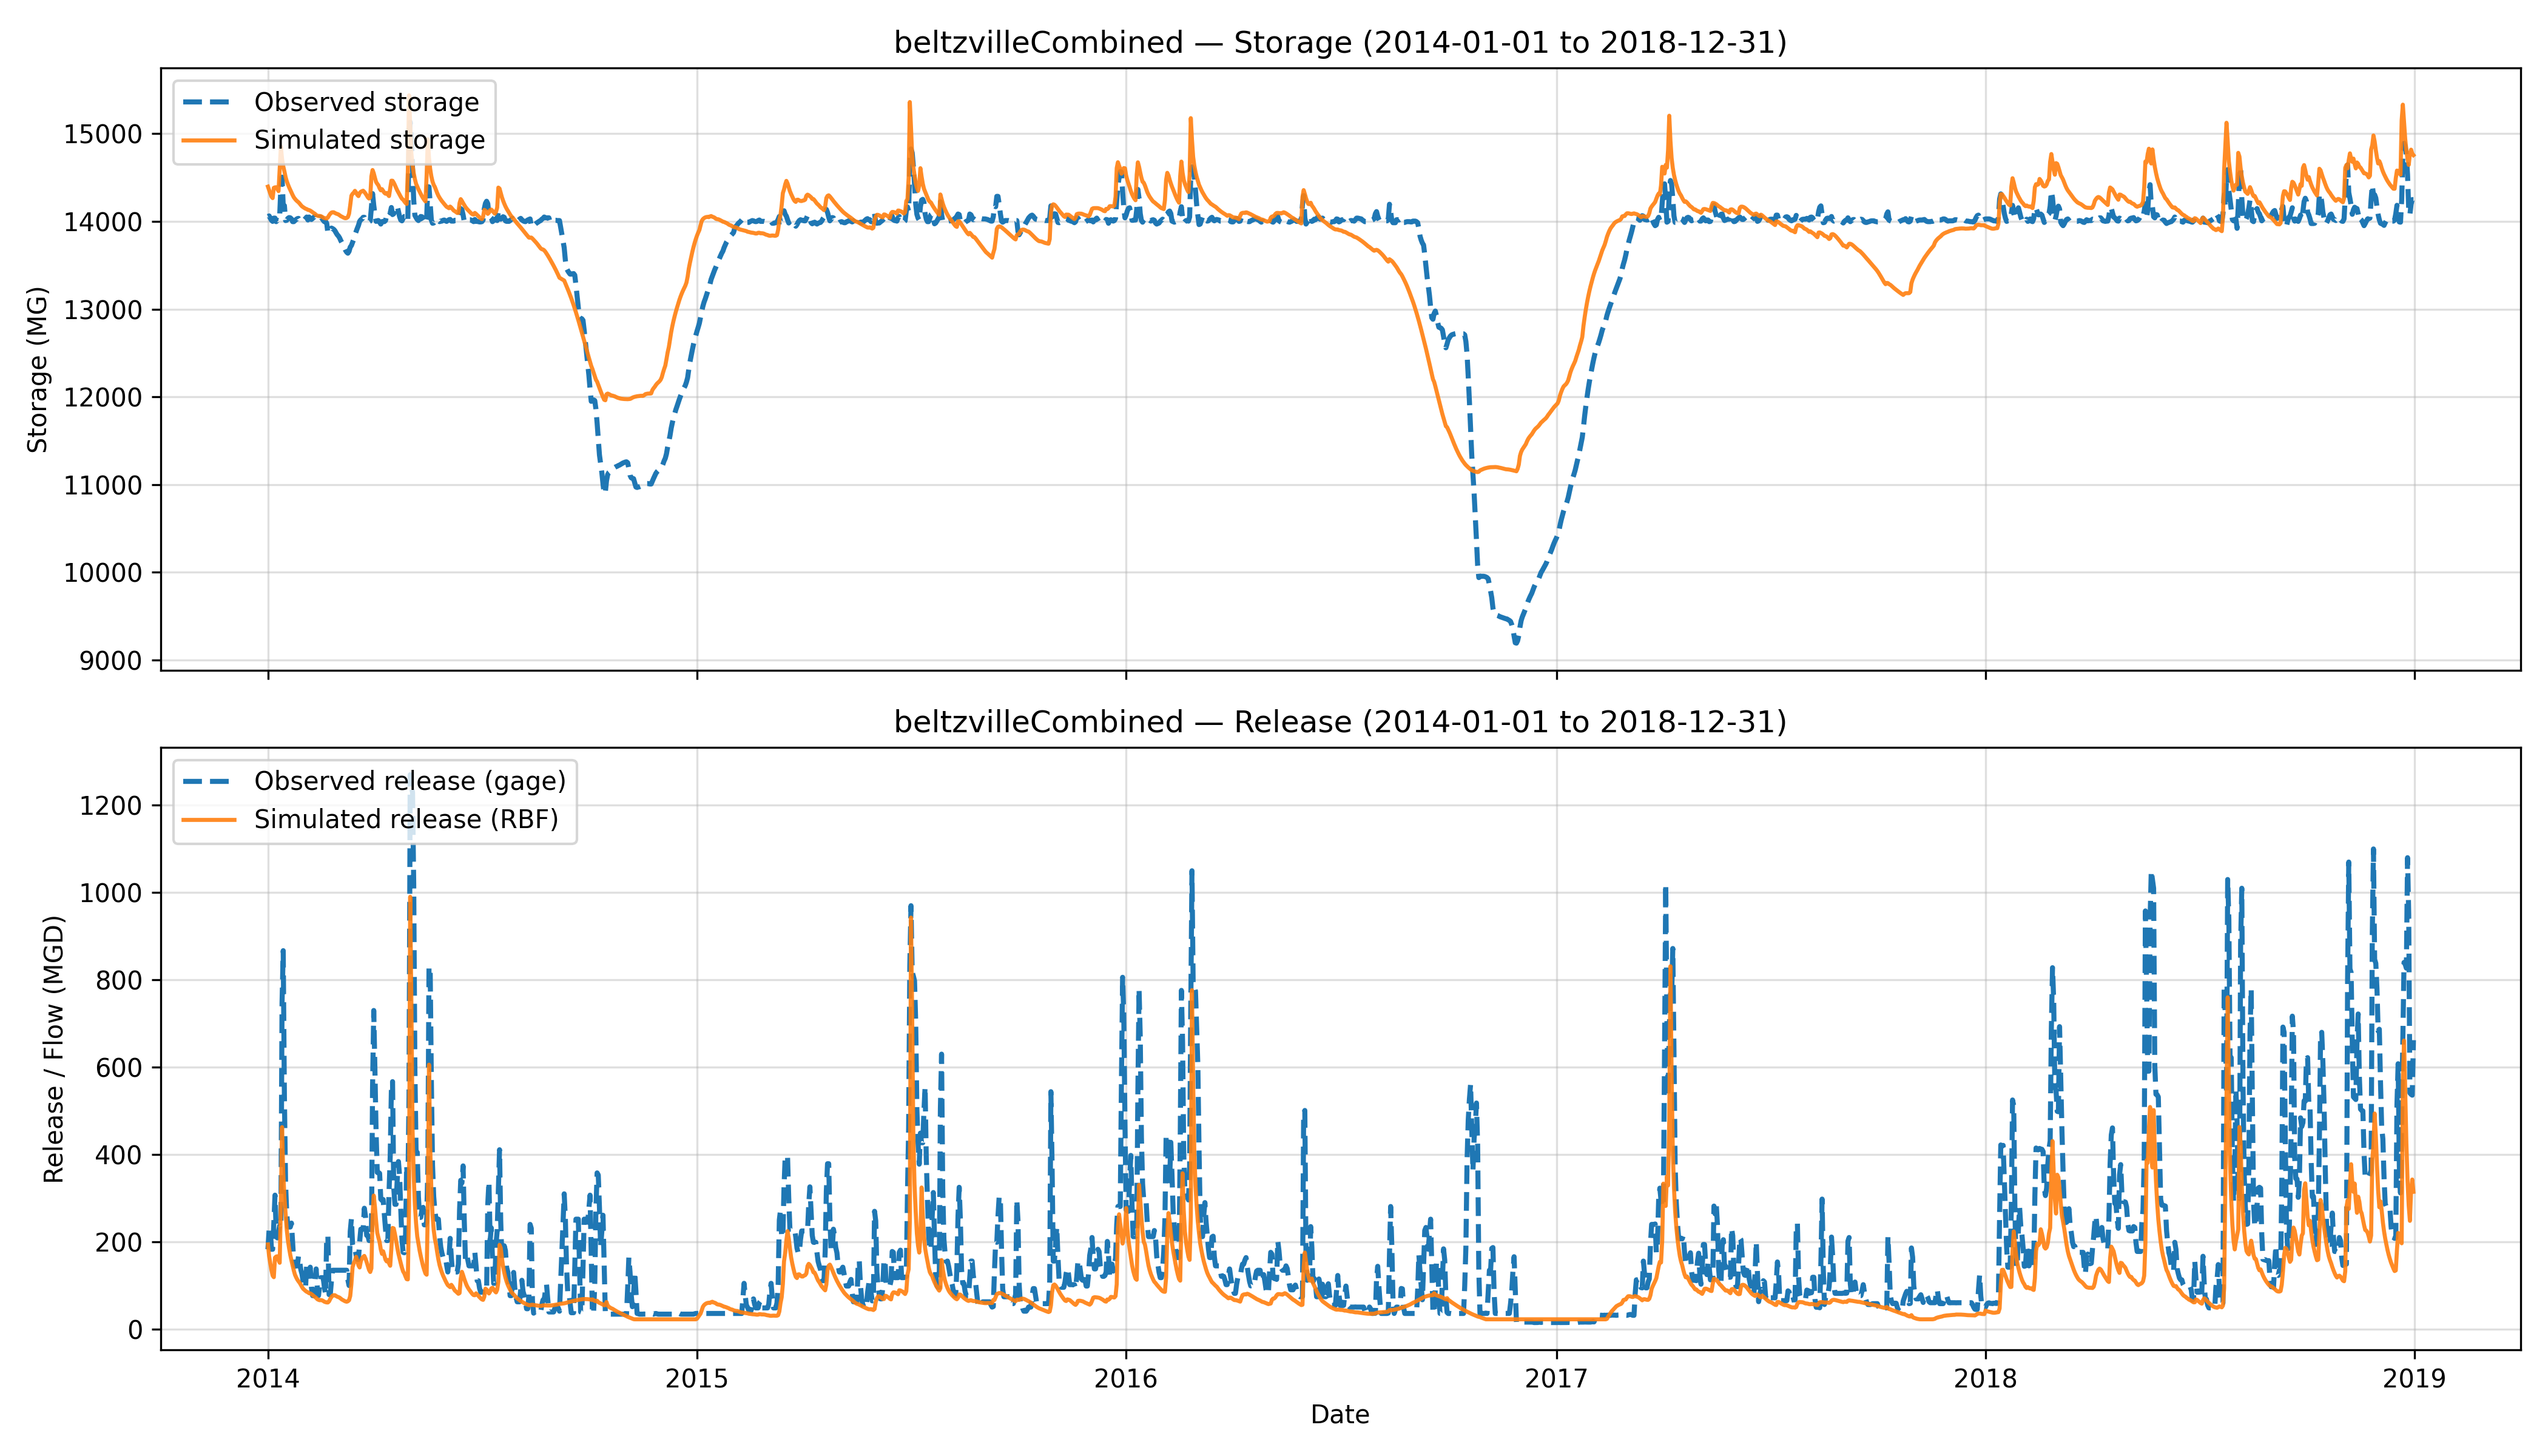 beltzvilleCombined — Storage (2014-01-01 to 2018-12-31)
Observed storage
Simulated storage
Storage (MG)
15000
14000
13000
12000
11000
10000
9000
beltzvilleCombined — Release (2014-01-01 to 2018-12-31)
Observed release (gage)
Simulated release (RBF)
Release / Flow (MGD)
1200
1000
800
600
400
200
0
2014 2015 2016 2017 2018 2019
Date